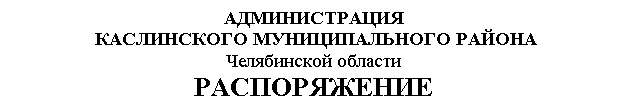 АДМИНИСТРАЦИЯ
КАСЛИНСКОГО МУНИЦИПАЛЬНОГО РАЙОНА
Челябинской области
РАСПОРЯЖЕНИЕ